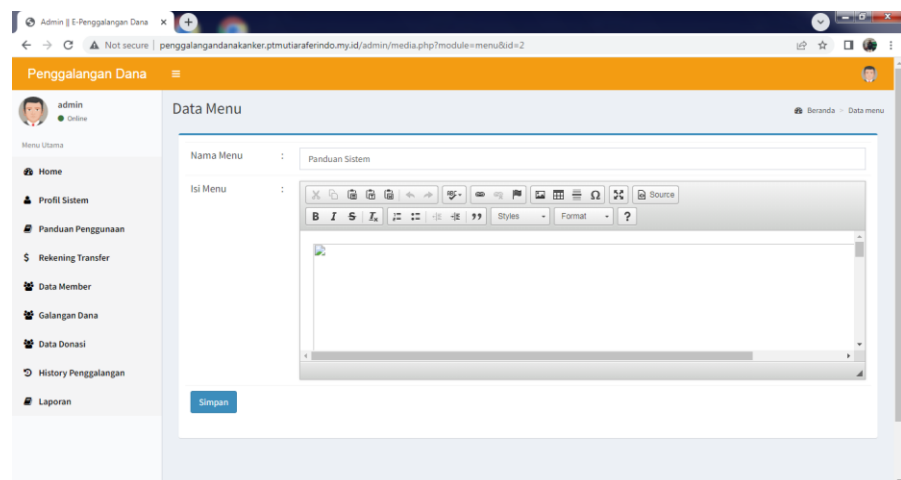 Admin || E-Penggalangan Dana
Not secure penggalangandanakanker.ptmutiaraferindo.my.id/admin/media.php?module=menu&id=2
Penggalangan Dana
admin
Online
Data Menu
Beranda > Data menu
Menu Utama
Home
Profil Sistem
Panduan Penggunaan
Rekening Transfer
Data Member
Galangan Dana
Data Donasi
History Penggalangan
Laporan
Nama Menu : Panduan Sistem
Isi Menu :
Source
B I S Ix Styles Format ?
Simpan